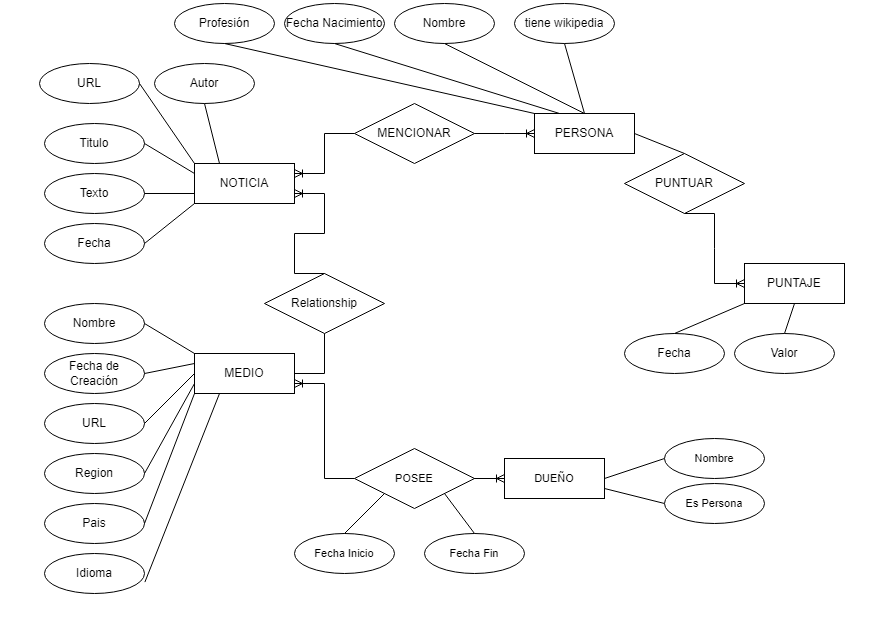 Profesión
Fecha Nacimiento
Nombre
tiene wikipedia
URL
Autor
MENCIONAR
PERSONA
Titulo
NOTICIA
PUNTUAR
Texto
Fecha
PUNTAJE
Relationship
Nombre
Fecha
Valor
Fecha de
Creación
MEDIO
URL
Nombre
Region
POSEE
DUEÑO
Es Persona
Pais
Fecha Inicio
Fecha Fin
Idioma